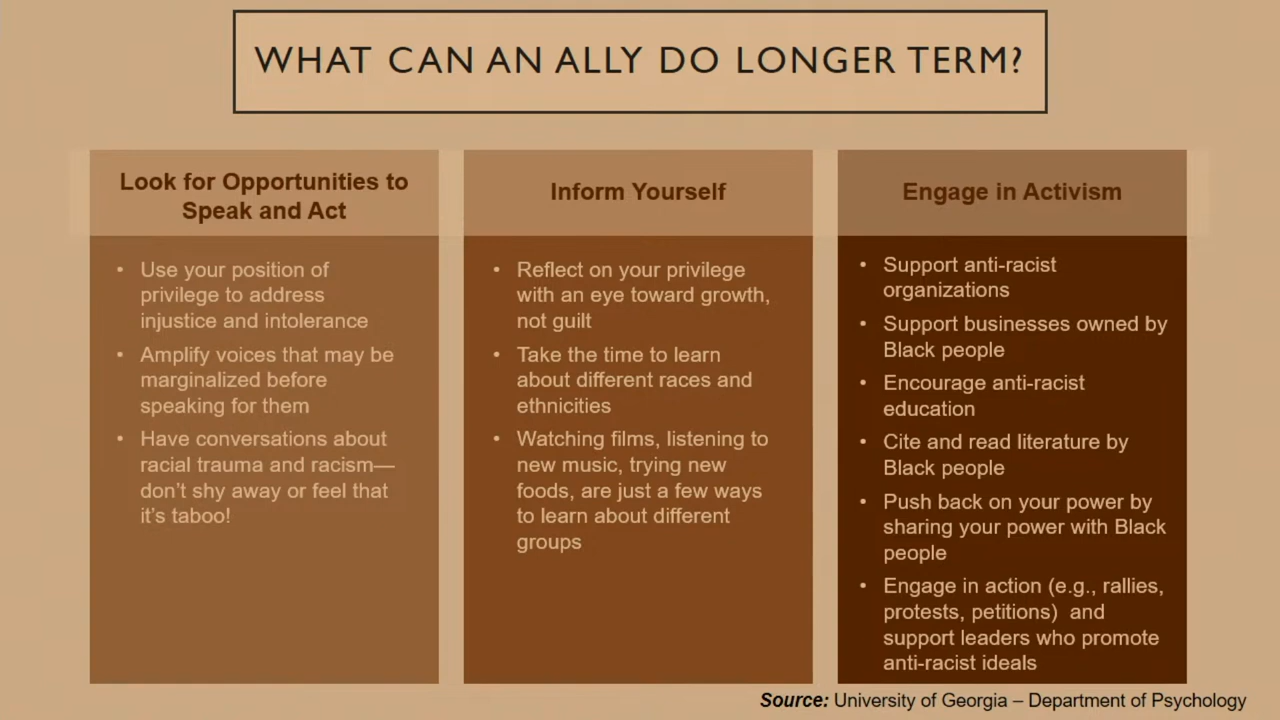 WHAT CAN AN ALLY DO LONGER TERM?
Look for Opportunities to
Speak and Act
• Use your position of
privilege to address
injustice and intolerance
• Amplify voices that may be
marginalized before
speaking for them
• Have conversations about
racial trauma and racism—
don't shy away or feel that
it's taboo!
Inform Yourself
• Reflect on your privilege
with an eye toward growth,
not guilt
• Take the time to learn
about different races and
ethnicities
• Watching films, listening to
new music, trying new
foods, are just a few ways
to learn about different
groups
Engage in Activism
• Support anti-racist
organizations
• Support businesses owned by
Black people
• Encourage anti-racist
education
• Cite and read literature by
Black people
• Push back on your power by
sharing your power with Black
people
• Engage in action (e.g., rallies,
protests, petitions)  and
support leaders who promote
anti-racist ideals
Source: University of Georgia – Department of Psychology